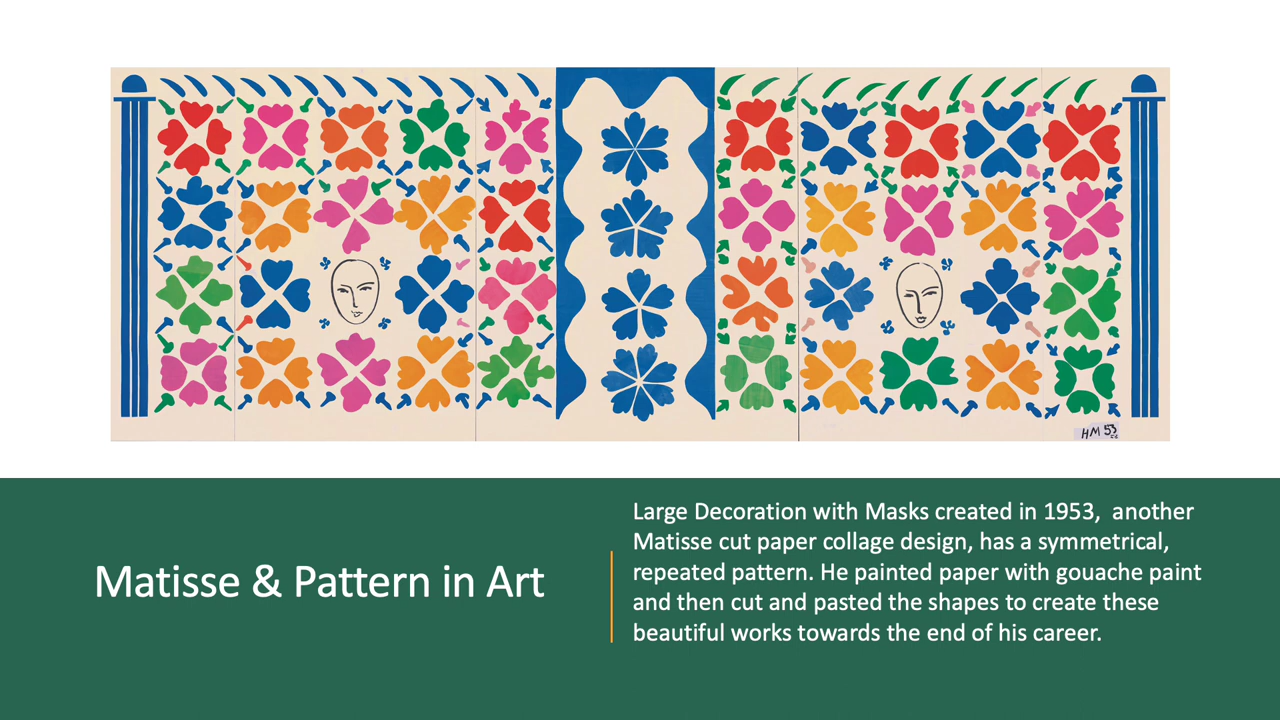 HM 53
Matisse & Pattern in Art
Large Decoration with Masks created in 1953,  another
Matisse cut paper collage design, has a symmetrical,
repeated pattern. He painted paper with gouache paint
and then cut and pasted the shapes to create these
beautiful works towards the end of his career.